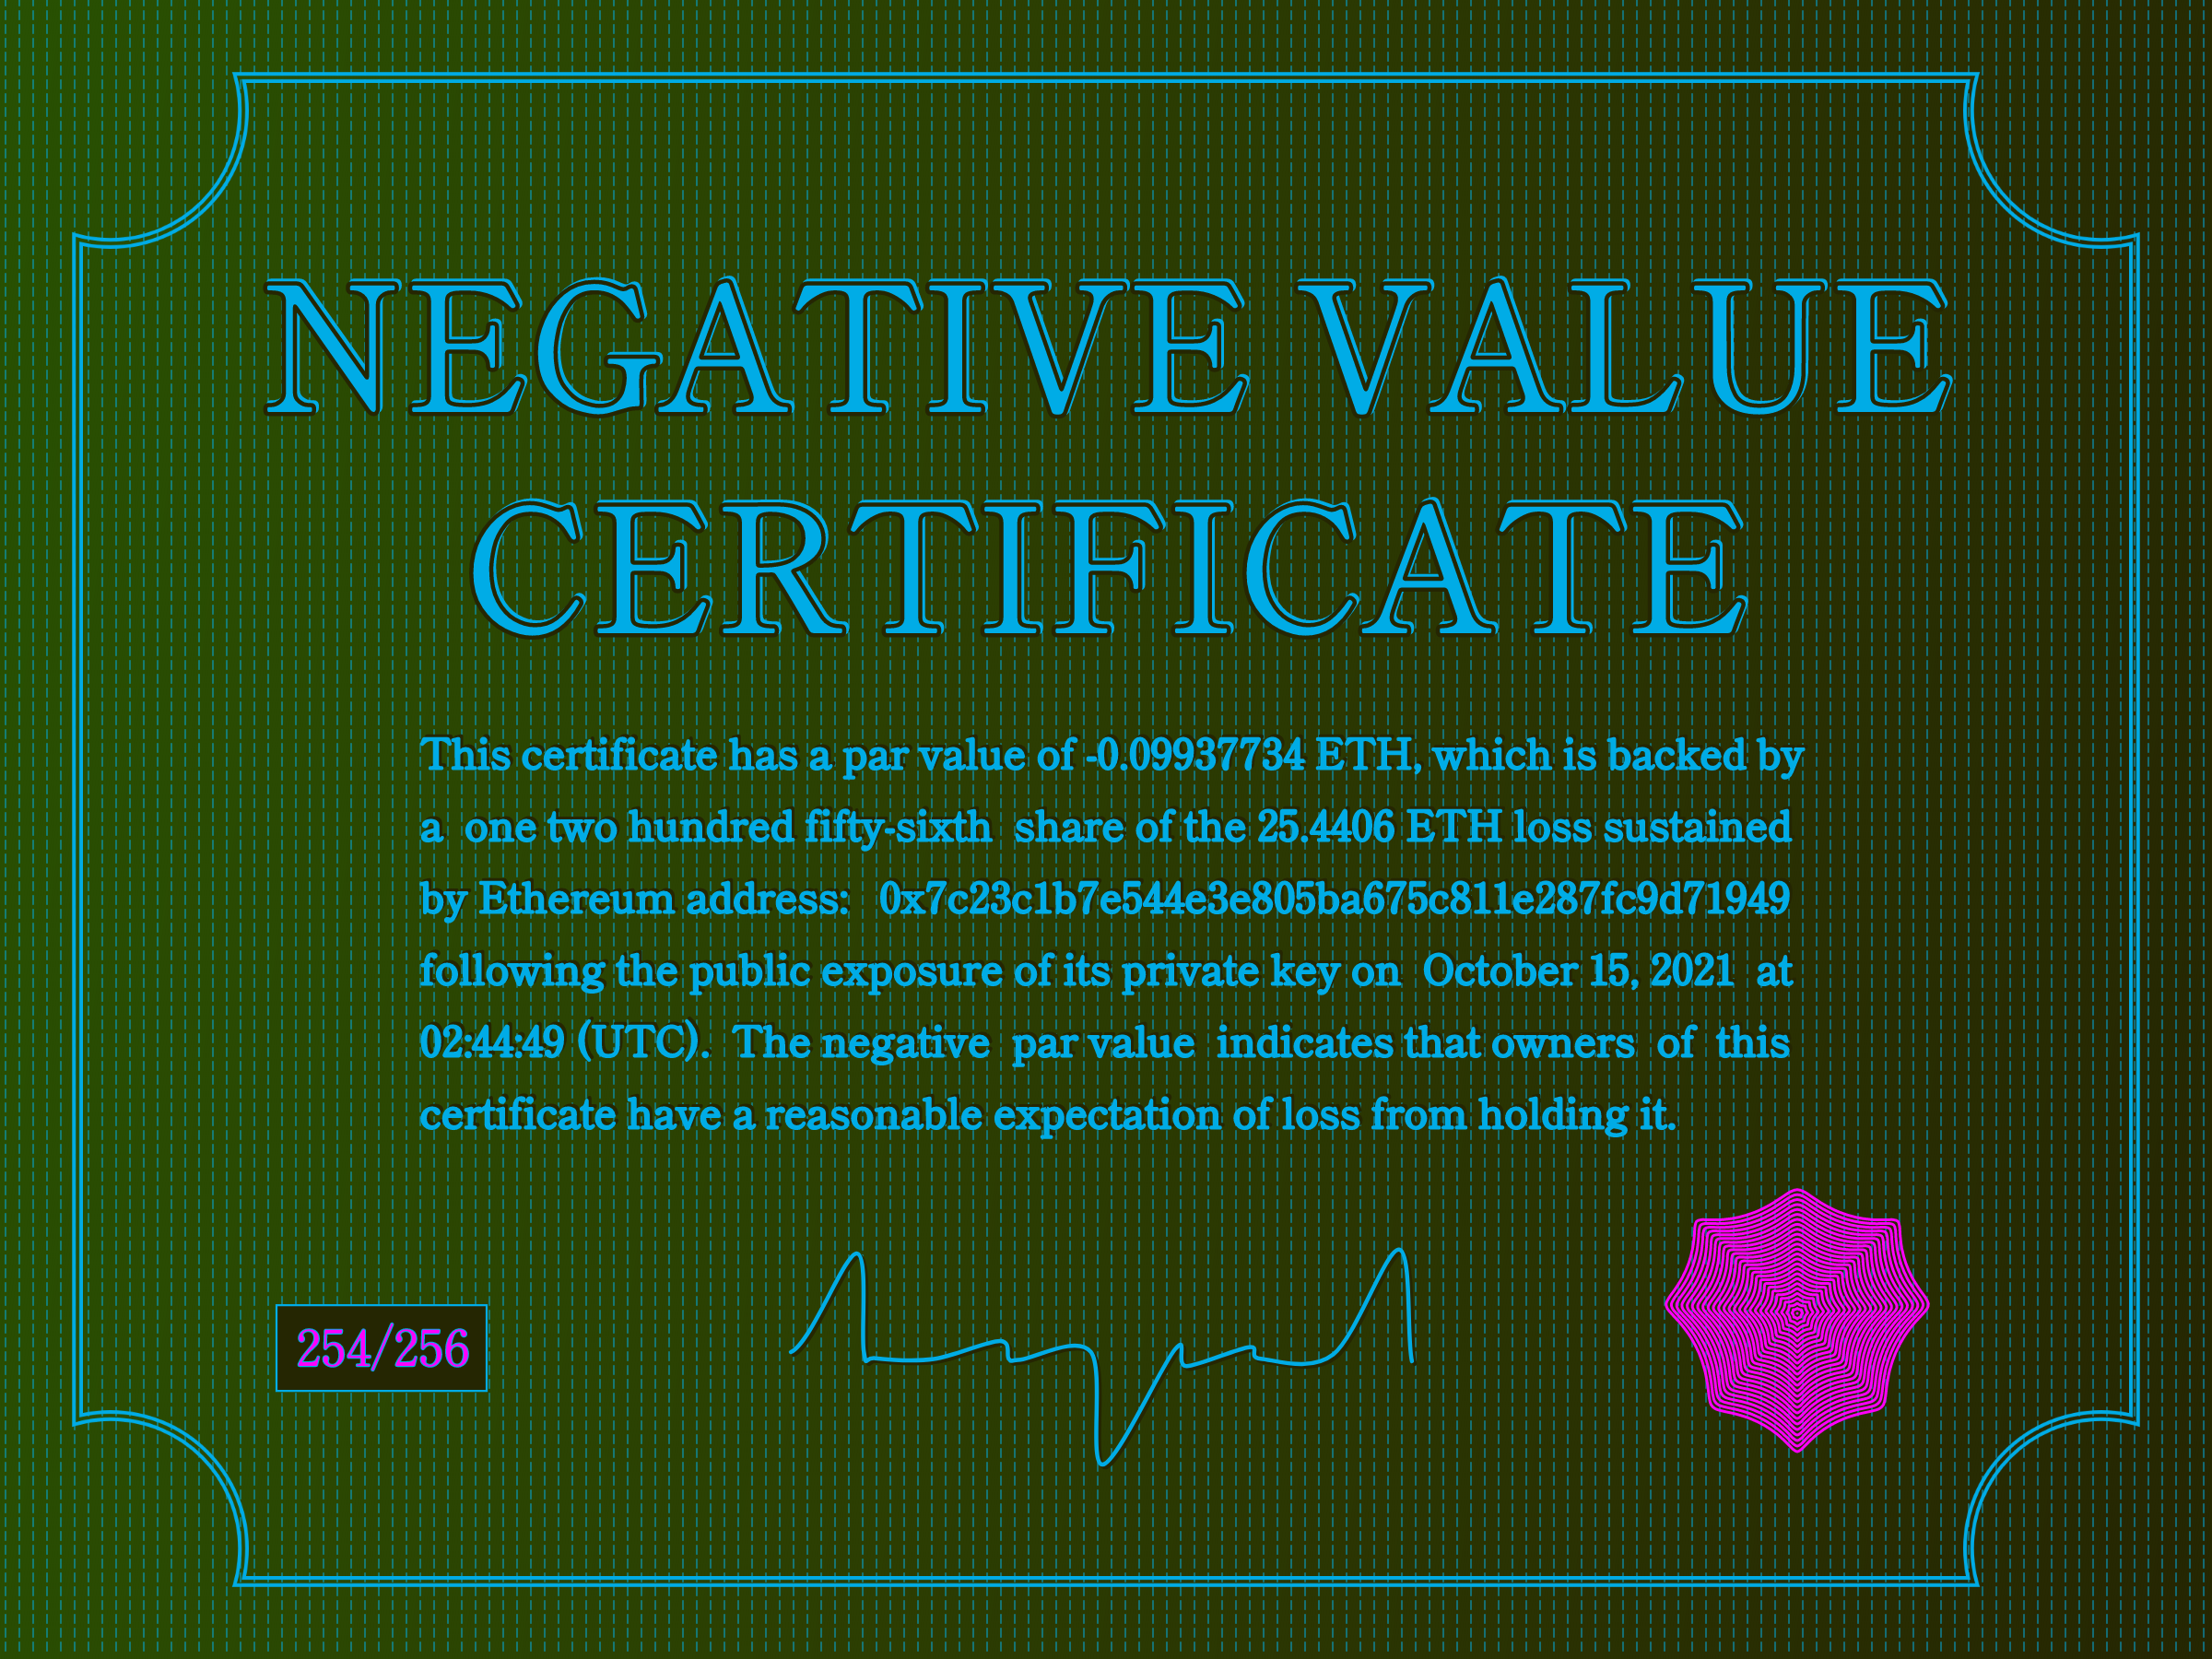 NEGATIVE VALUE
CERTIFICATE
This certificate has a par value of -0.09937734 ETH, which is backed by
a one two hundred fifty-sixth share of the 25.4406 ETH loss sustained
by Ethereum address: 0x7c23c1b7e544e3e805ba675c811e287fc9d71949
following the public exposure of its private key on October 15, 2021 at
02:44:49 (UTC). The negative par value indicates that owners of this
certificate have a reasonable expectation of loss from holding it.
254/256